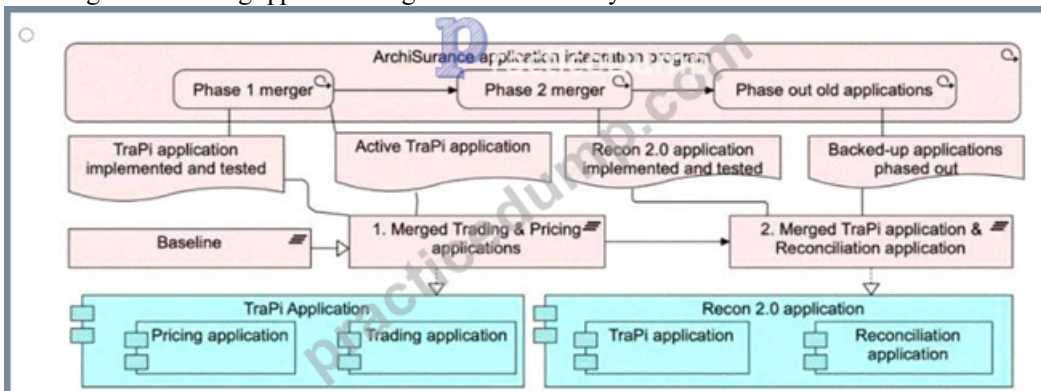 ArchiSurance application integration program
Phase 1 merger
Phase 2 merger
Phase out old applications
TraPi application
implemented and tested
Active TraPi application
Recon 2.0 application
implemented and tested
Backed-up applications
phased out
Baseline
1. Merged Trading & Pricing
applications
2. Merged TraPi application &
Reconciliation application
TraPi Application
Pricing application
Trading application
Recon 2.0 application
TraPi application
Reconciliation
application
practicedump.com